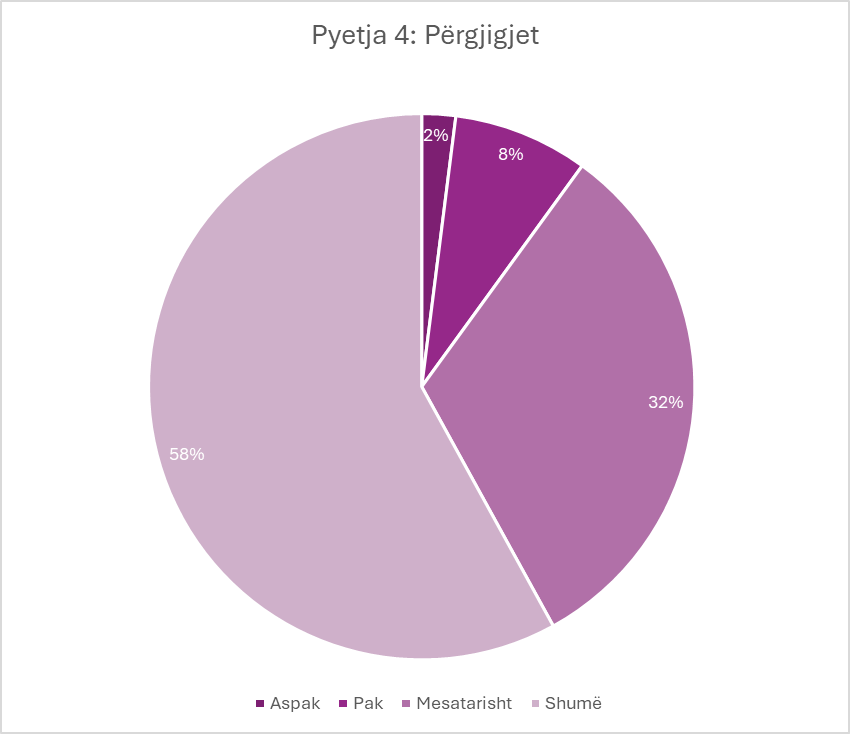 Pyetja 4: Përgjigjet
2%
8%
32%
58%
Aspak Pak Mesatarisht Shumë